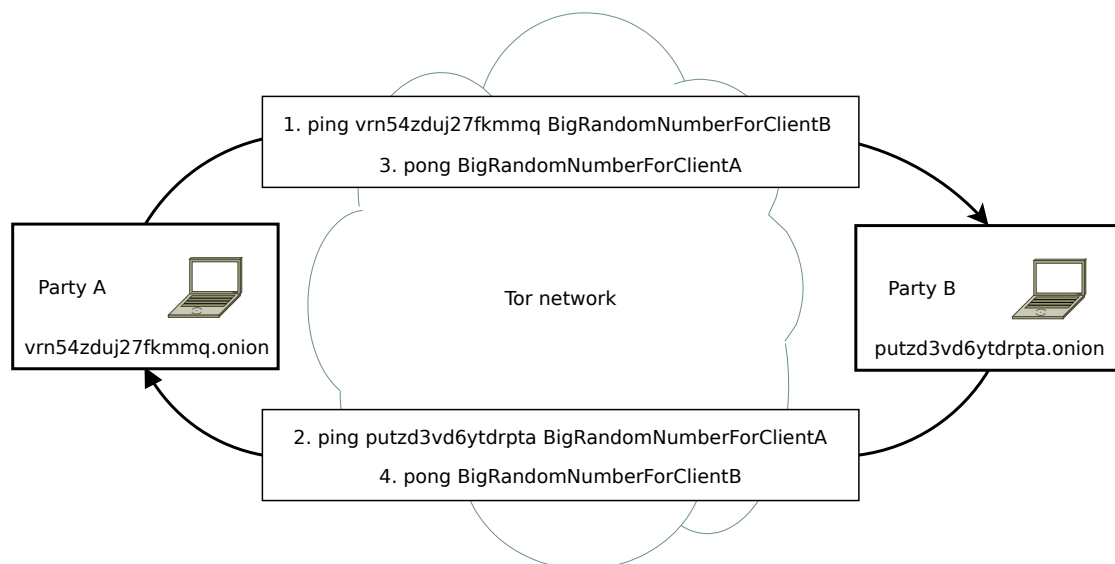 1. ping vrn54zduj27fkmmq BigRandomNumberForClientB
3. pong BigRandomNumberForClientA
Party A
vrn54zduj27fkmmq.onion
Tor network
Party B
putzd3vd6ytdrpta.onion
2. ping putzd3vd6ytdrpta BigRandomNumberForClientA
4. pong BigRandomNumberForClientB